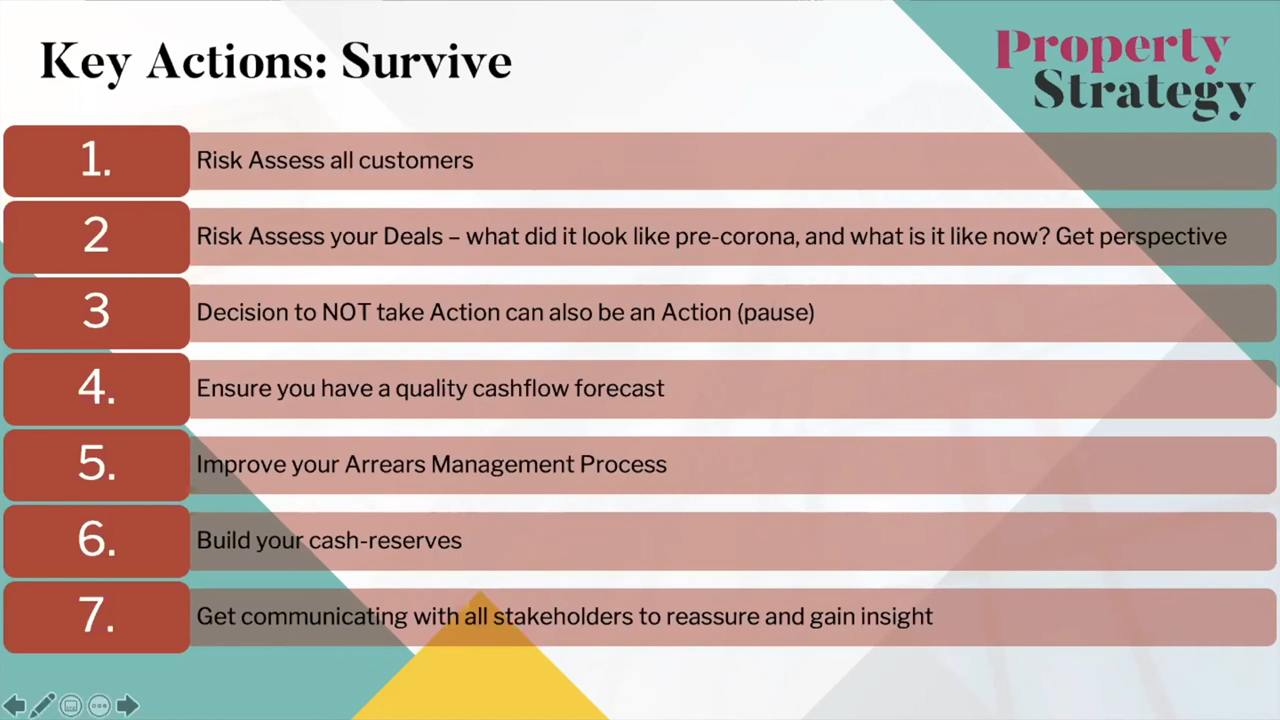 Key Actions: Survive
Property
Strategy
1.
Risk Assess all customers
2
Risk Assess your Deals – what did it look like pre-corona, and what is it like now? Get perspective
3
Decision to NOT take Action can also be an Action (pause)
4.
Ensure you have a quality cashflow forecast
5.
Improve your Arrears Management Process
6.
Build your cash-reserves
7.
Get communicating with all stakeholders to reassure and gain insight